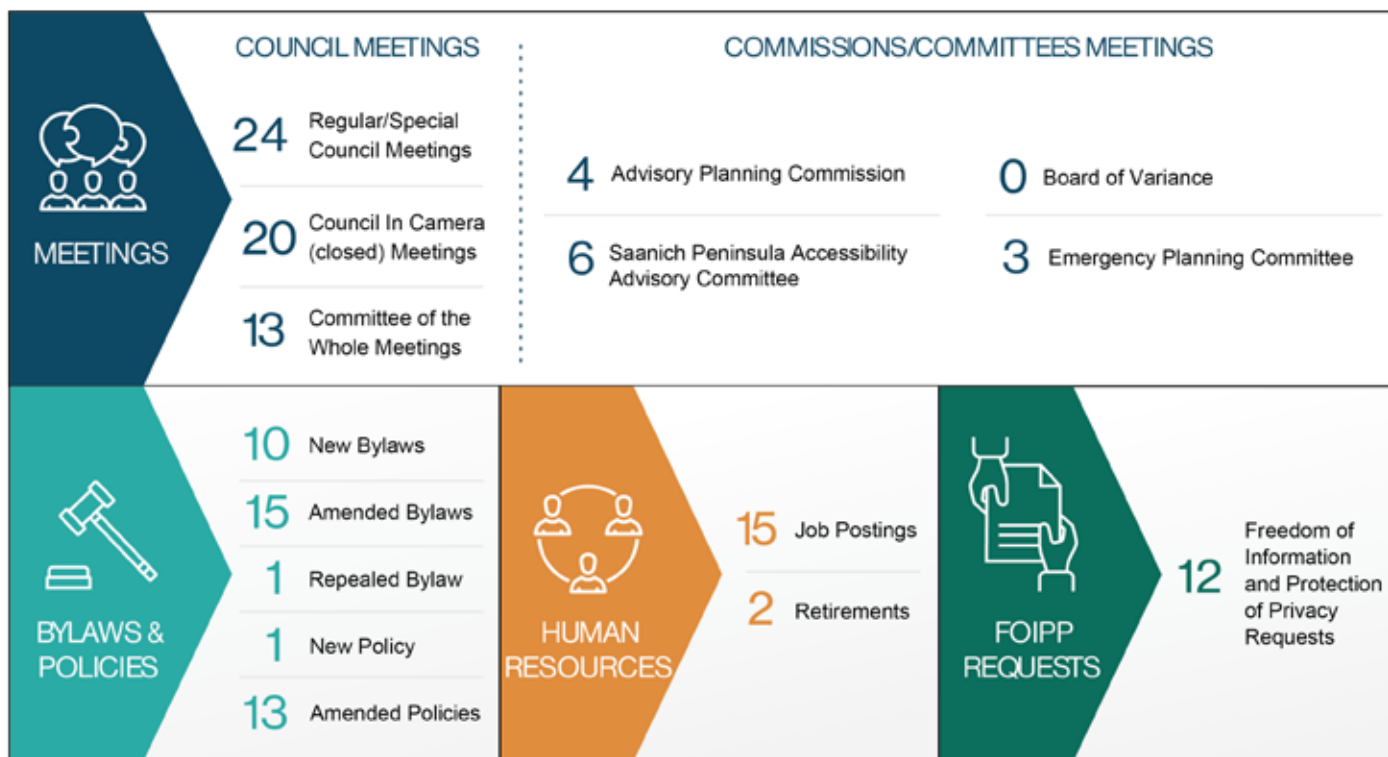 MEETINGS
COUNCIL MEETINGS
24 Regular/Special
Council Meetings
20 Council In Camera
(closed) Meetings
13 Committee of the
Whole Meetings
COMMISSIONS/COMMITTEES MEETINGS
4 Advisory Planning Commission
0 Board of Variance
6 Saanich Peninsula Accessibility
Advisory Committee
3 Emergency Planning Committee
BYLAWS &
POLICIES
10 New Bylaws
15 Amended Bylaws
1 Repealed Bylaw
1 New Policy
13 Amended Policies
HUMAN
RESOURCES
15 Job Postings
2 Retirements
FOIPP
REQUESTS
12 Freedom of
Information
and Protection
of Privacy
Requests